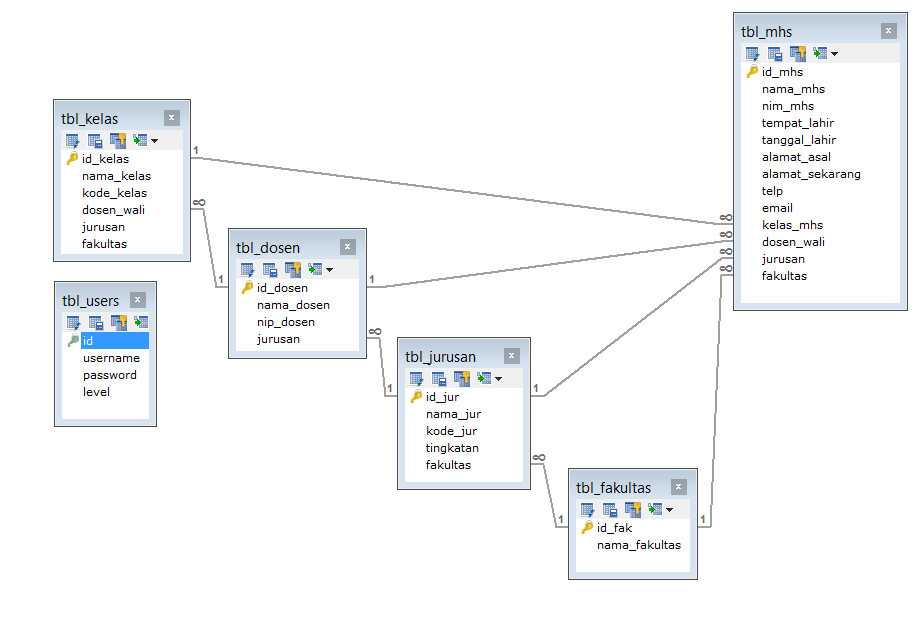 tbl_mhs
id_mhs
nama_mhs
nim_mhs
tempat_lahir
tanggal_lahir
alamat_asal
alamat_sekarang
telp
email
kelas_mhs
dosen_wali
jurusan
fakultas
tbl_kelas
id_kelas
nama_kelas
kode_kelas
dosen_wali
jurusan
fakultas
tbl_dosen
id_dosen
nama_dosen
nip_dosen
jurusan
tbl_users
id
username
password
level
tbl_jurusan
id_jur
nama_jur
kode_jur
tingkatan
fakultas
tbl_fakultas
id_fak
nama_fakultas
1
∞
1
∞
1
∞
1
∞
1
∞
1
∞
1
∞